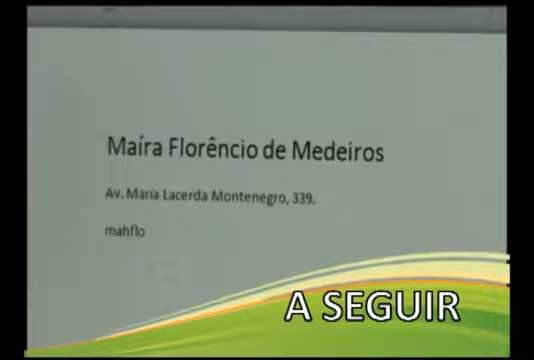 Maíra Florêncio de Medeiros
Av. Maria Lacerda Montenegro, 339.
mahflo
A SEGUIR